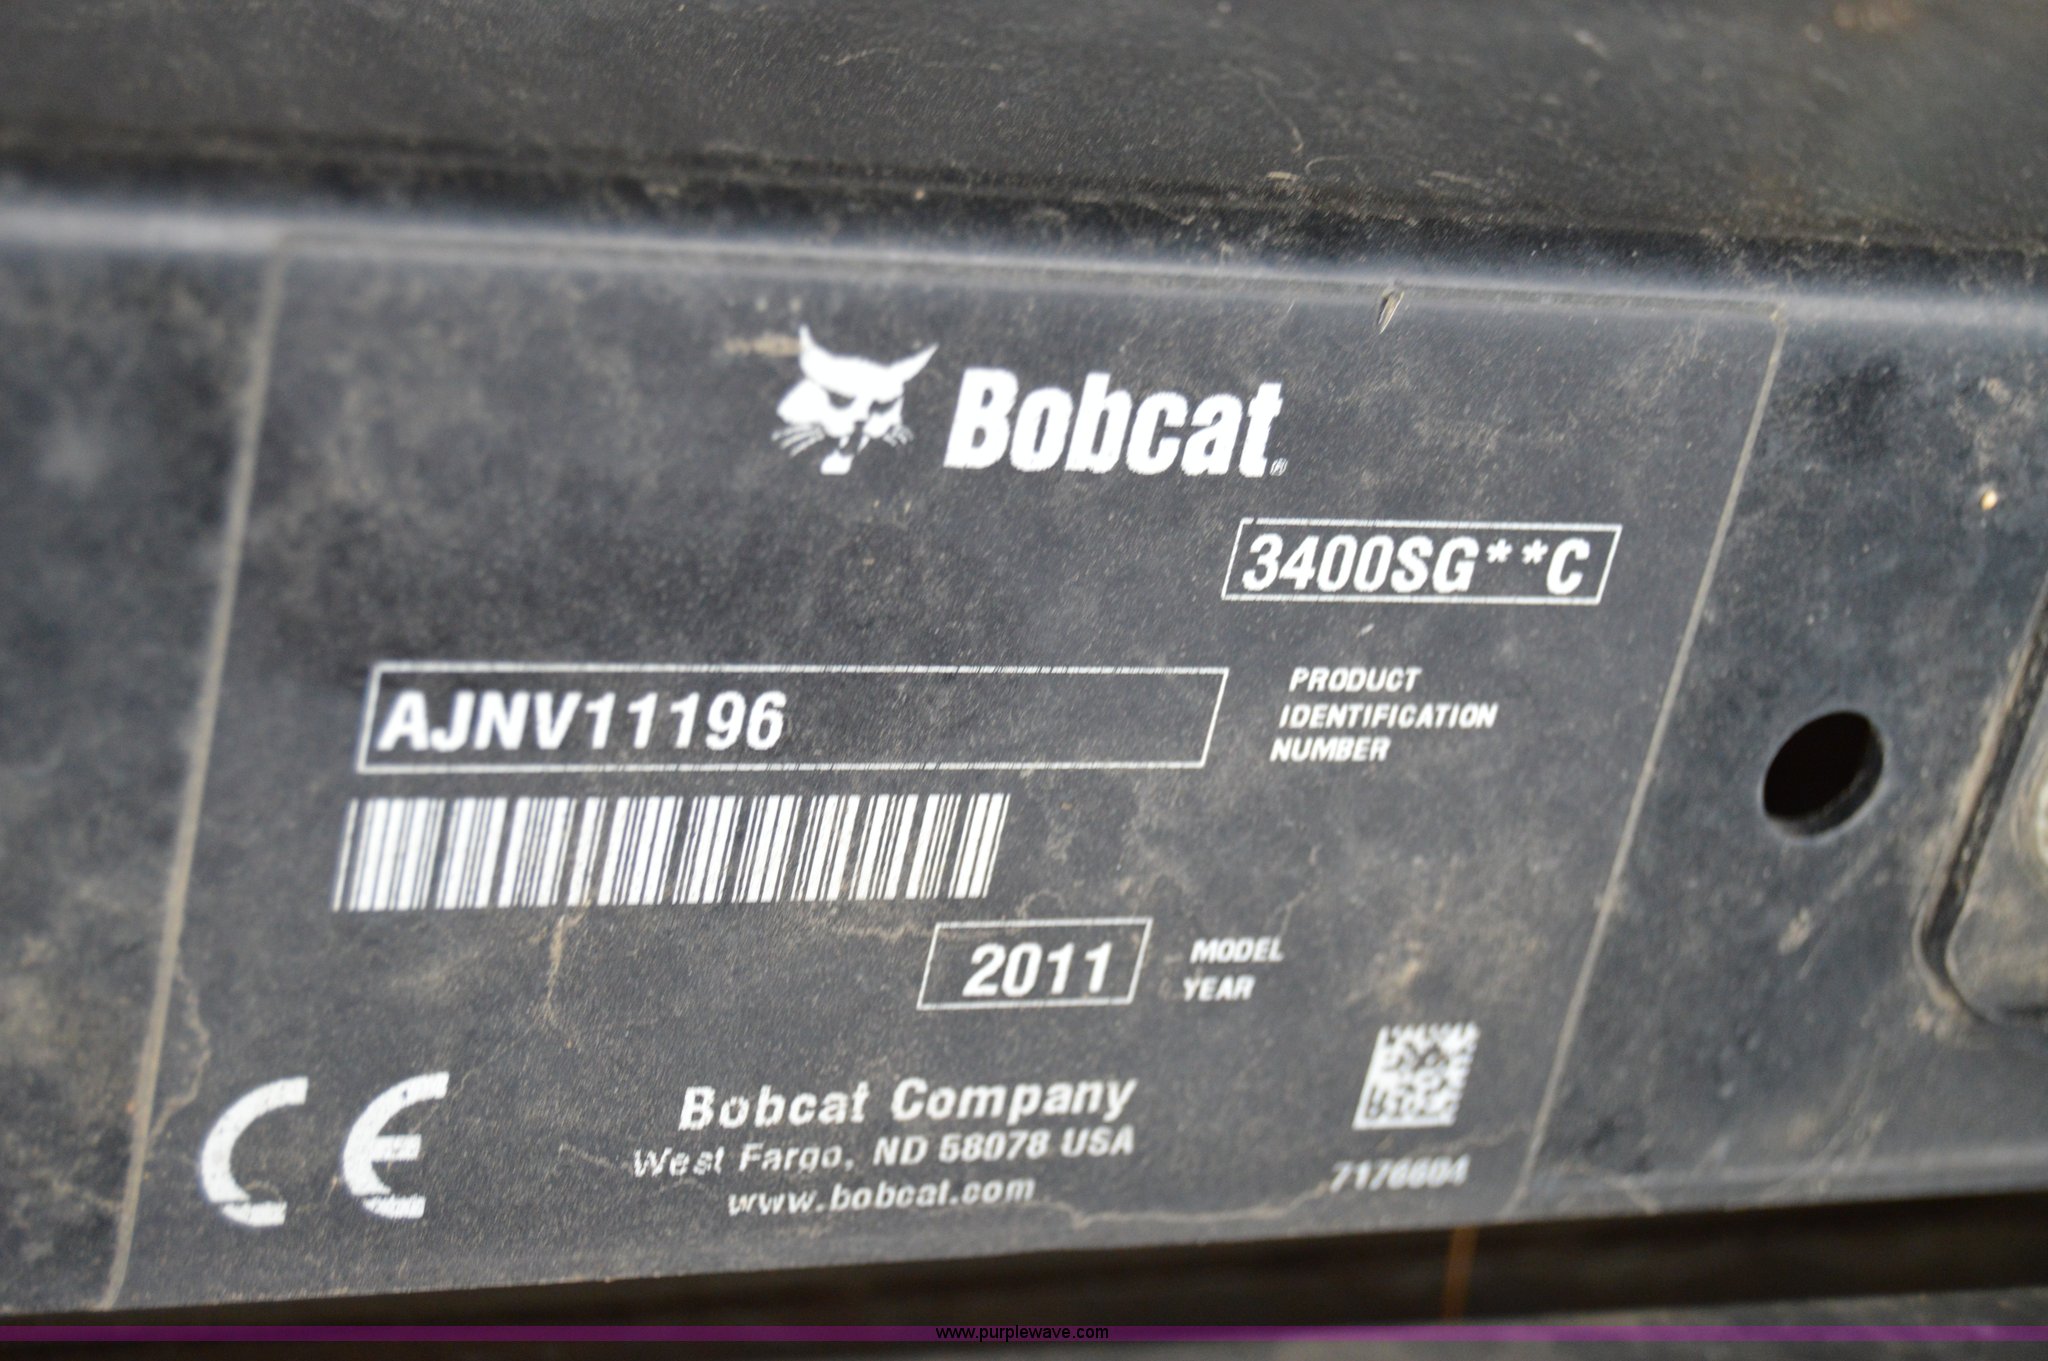 Bobcat®
3400SG**C
AJNV11196
PRODUCT
IDENTIFICATION
NUMBER
2011
MODEL
YEAR
CE
Bobcat Company
West Fargo, ND 58078 USA
www.bobcat.com
www.purplewave.com